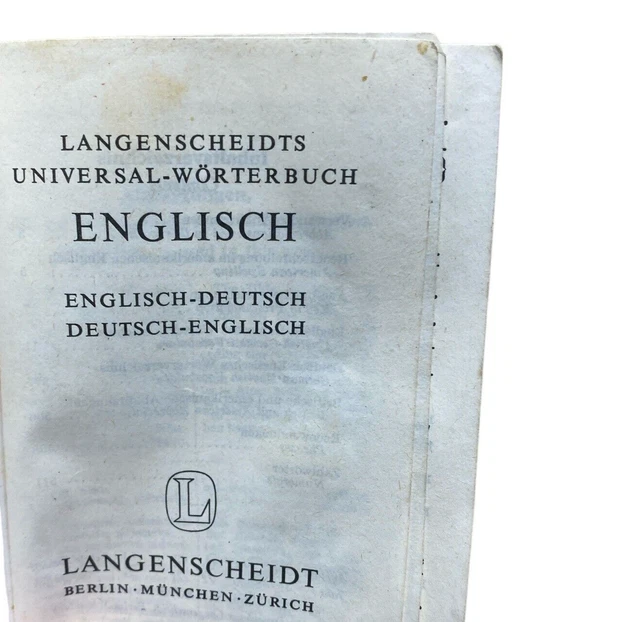 LANGENSCHEIDTS
UNIVERSAL-WÖRTERBUCH
ENGLISCH
ENGLISCH-DEUTSCH
DEUTSCH-ENGLISCH
L
LANGENSCHEIDT
BERLIN · MÜNCHEN · ZÜRICH